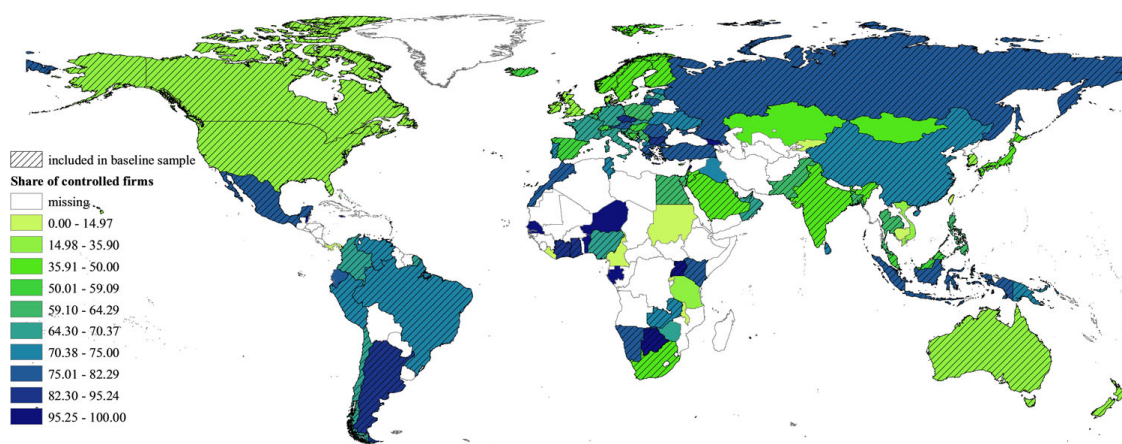 included in baseline sample
Share of controlled firms
missing
0.00 - 14.97
14.98 - 35.90
35.91 - 50.00
50.01 - 59.09
59.10 - 64.29
64.30 - 70.37
70.38 - 75.00
75.01 - 82.29
82.30 - 95.24
95.25 - 100.00